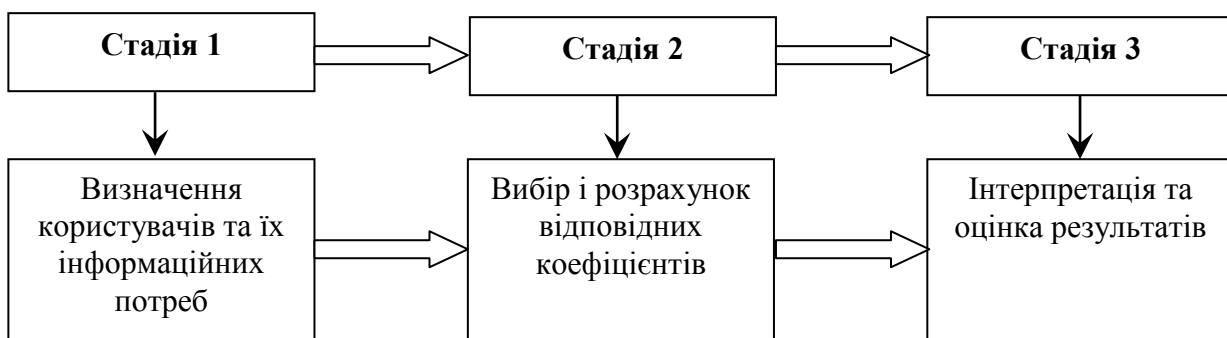 Стадія 1
Стадія 2
Стадія 3
Визначення
користувачів та їх
інформаційних
потреб
Вибір і розрахунок
відповідних
коефіцієнтів
Інтерпретація та
оцінка результатів